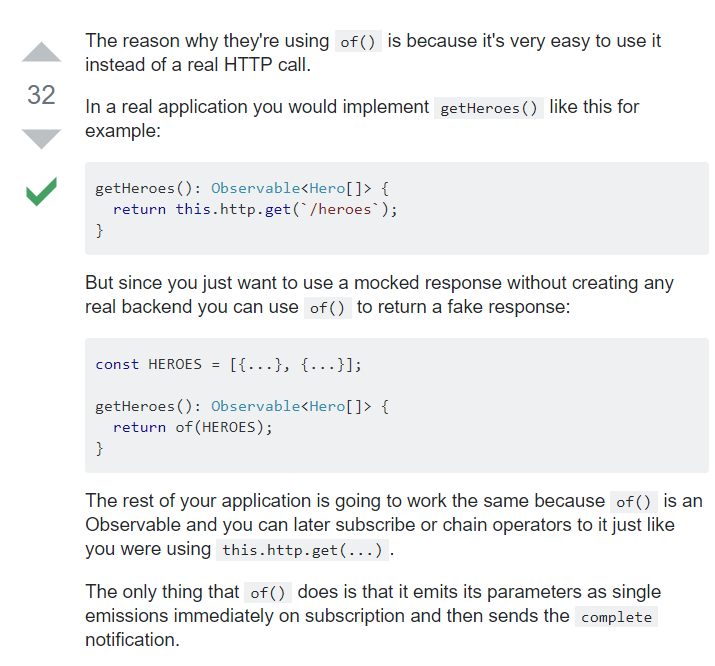 The reason why they're using of() is because it's very easy to use it
instead of a real HTTP call.
32
In a real application you would implement getHeroes() like this for
example:
getHeroes(): Observable<Hero[]> {
  return this.http.get(`/heroes`);
}
But since you just want to use a mocked response without creating any
real backend you can use of() to return a fake response:
const HEROES = [{...}, {...}];
getHeroes(): Observable<Hero[]> {
  return of(HEROES);
}
The rest of your application is going to work the same because of() is an
Observable and you can later subscribe or chain operators to it just like
you were using this.http.get(...).
The only thing that of() does is that it emits its parameters as single
emissions immediately on subscription and then sends the complete
notification.